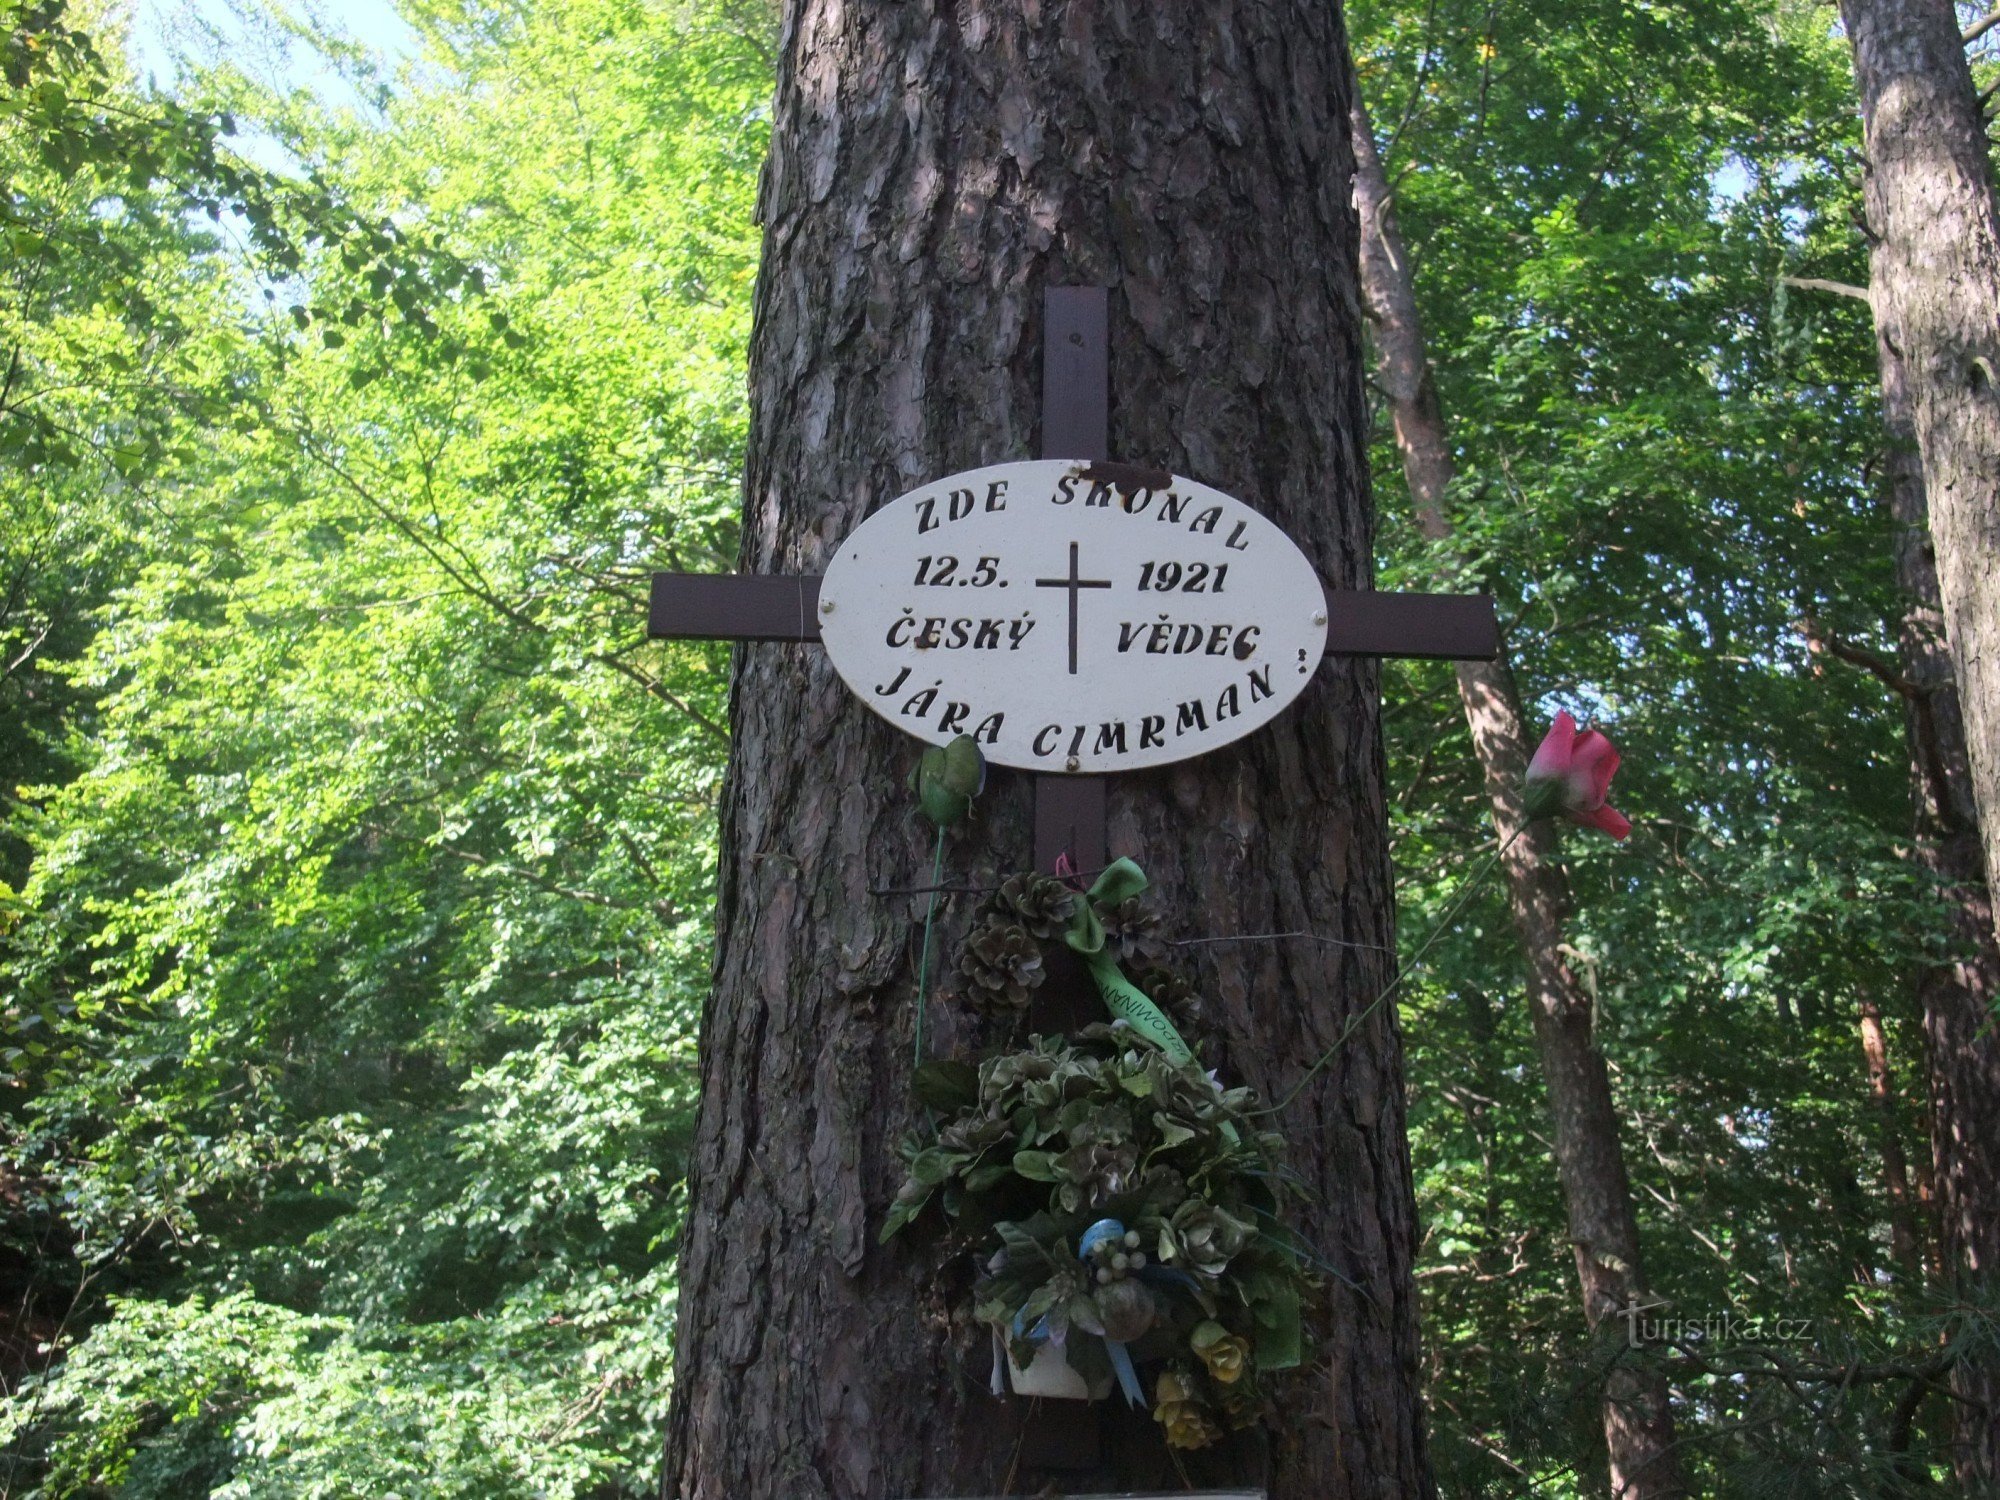 ZDE SKONAL
12.5. 1921
ČESKÝ VĚDEC
JÁRA CIMRMAN
Turistika.cz